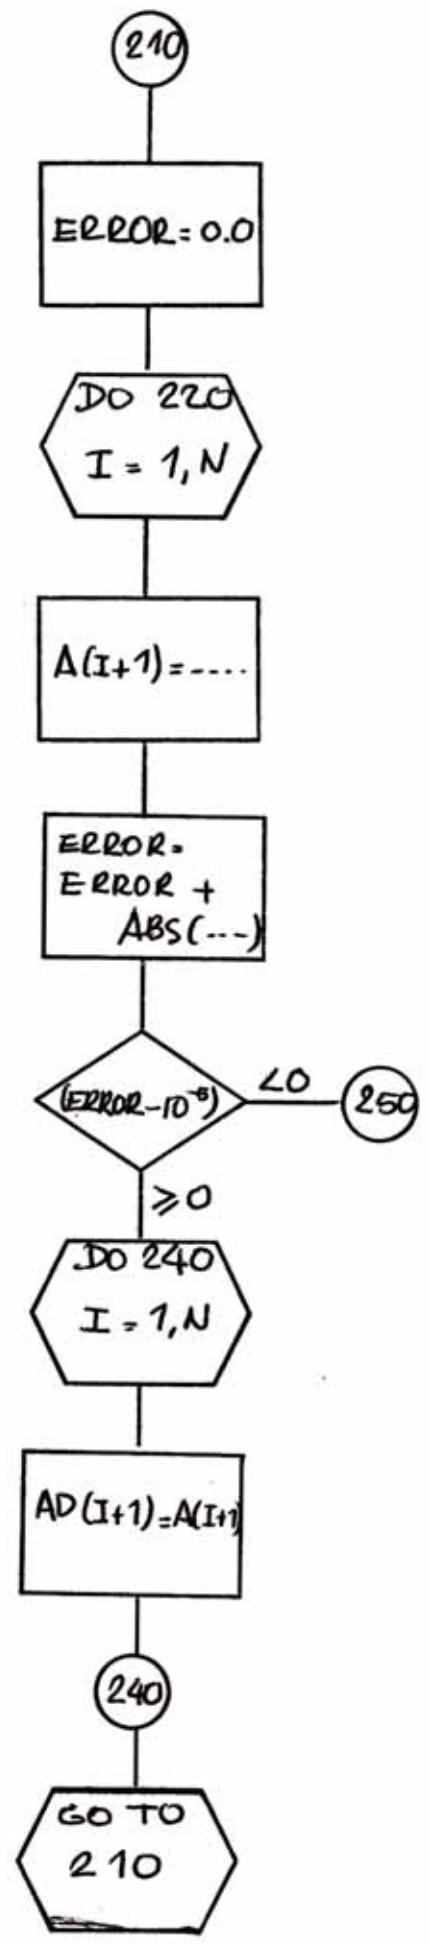 210
ERROR=0.0
DO 220
I = 1, N
A(I+1)=-----
ERROR=
ERROR +
ABS(---)
(ERROR-10⁻⁵) <0 250
≥0
DO 240
I = 1, N
AD(I+1)=A(I+1)
240
GO TO
210